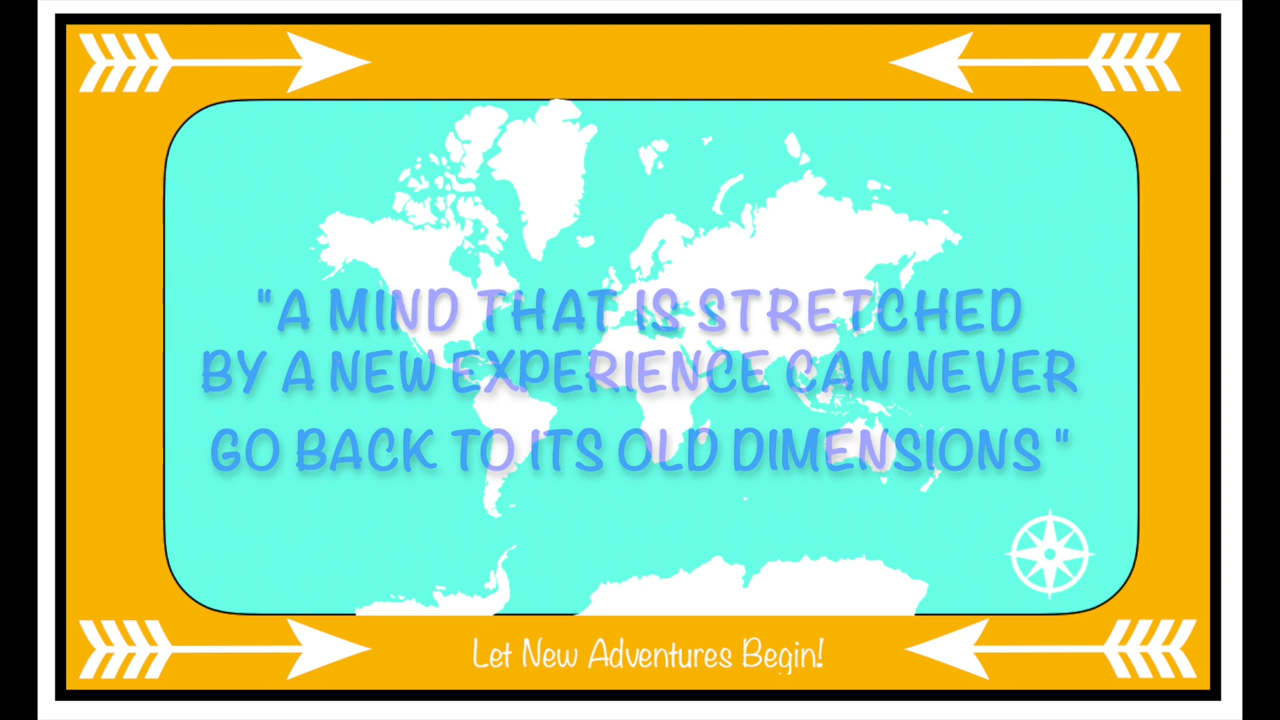 "A MIND THAT IS STRETCHED
BY A NEW EXPERIENCE CAN NEVER
GO BACK TO ITS OLD DIMENSIONS "
Let New Adventures Begin!